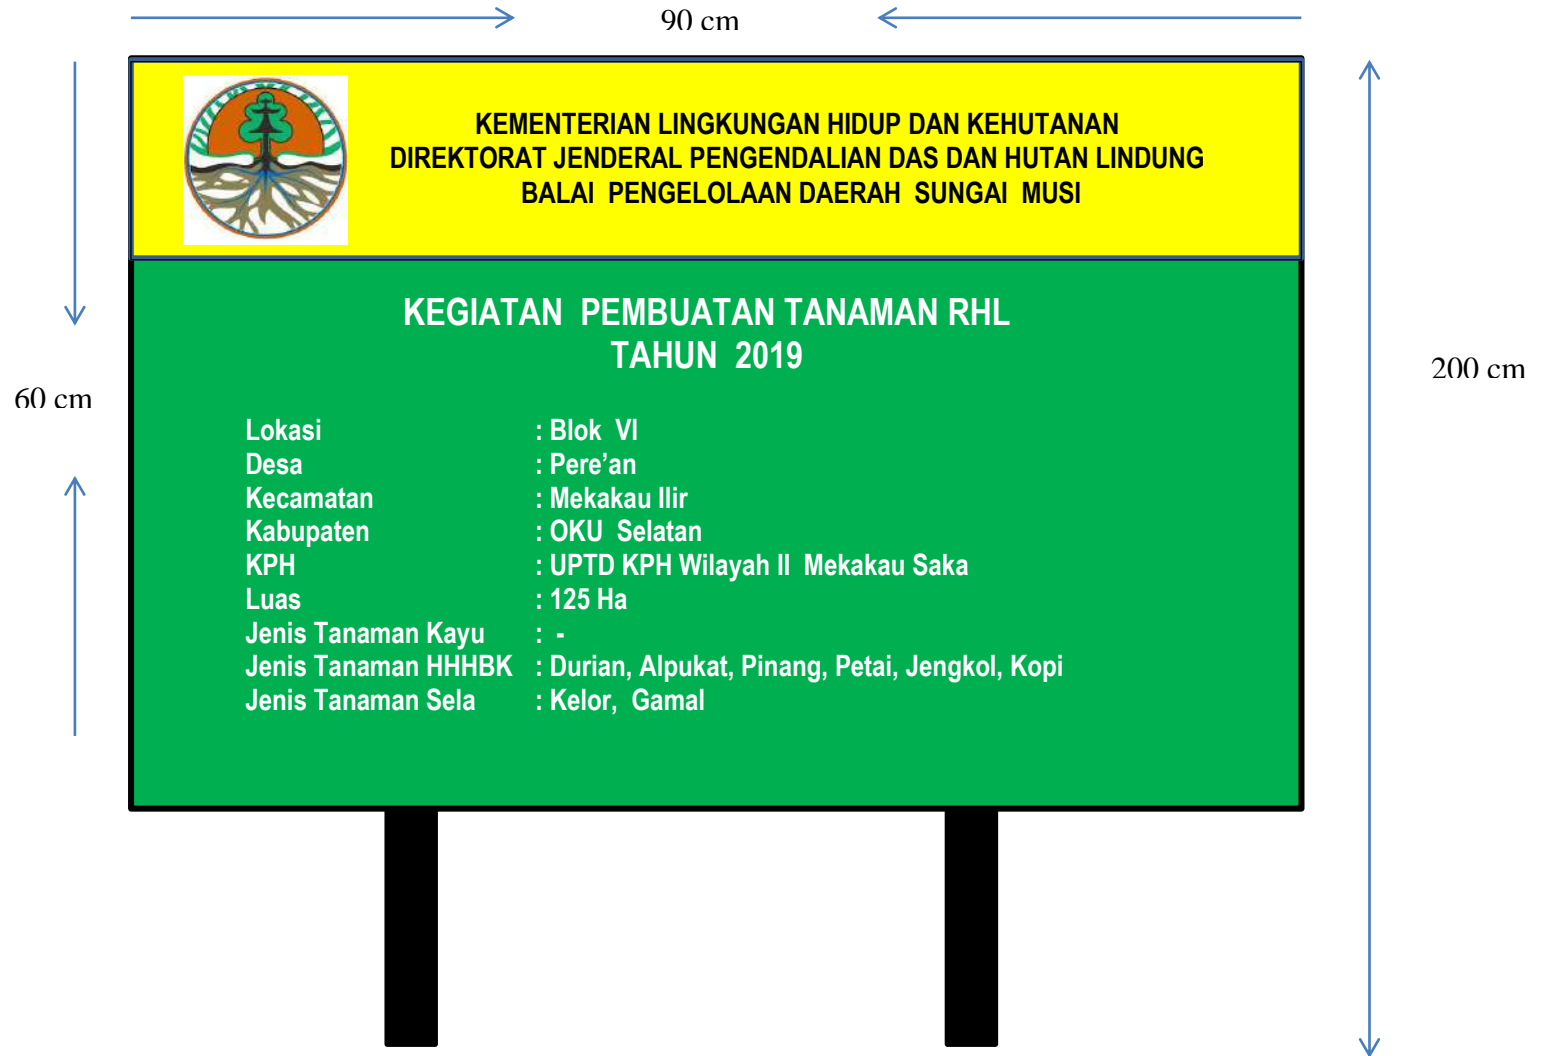 90 cm
KEMENTERIAN LINGKUNGAN HIDUP DAN KEHUTANAN
DIREKTORAT JENDERAL PENGENDALIAN DAS DAN HUTAN LINDUNG
BALAI PENGELOLAAN DAERAH SUNGAI MUSI
KEGIATAN PEMBUATAN TANAMAN RHL
TAHUN 2019
200 cm
60 cm
Lokasi : Blok VI
Desa : Pere’an
Kecamatan : Mekakau Ilir
Kabupaten : OKU Selatan
KPH : UPTD KPH Wilayah II Mekakau Saka
Luas : 125 Ha
Jenis Tanaman Kayu : -
Jenis Tanaman HHHBK : Durian, Alpukat, Pinang, Petai, Jengkol, Kopi
Jenis Tanaman Sela : Kelor, Gamal